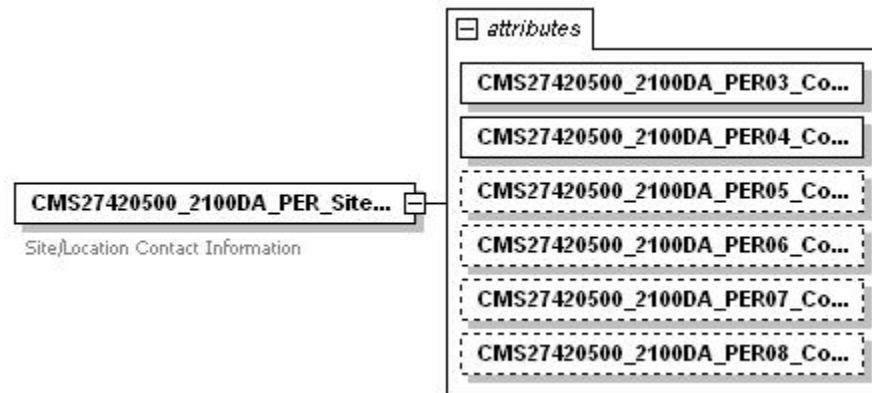 attributes
CMS27420500_2100DA_PER03_Co...
CMS27420500_2100DA_PER04_Co...
CMS27420500_2100DA_PER_Site...
CMS27420500_2100DA_PER05_Co...
Site/Location Contact Information
CMS27420500_2100DA_PER06_Co...
CMS27420500_2100DA_PER07_Co...
CMS27420500_2100DA_PER08_Co...